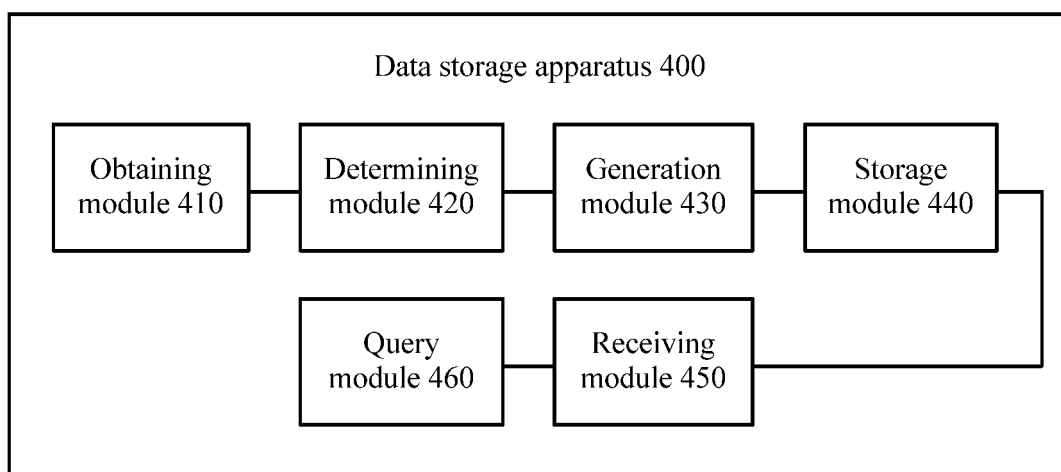 Data storage apparatus 400
Obtaining
module 410
Determining
module 420
Generation
module 430
Storage
module 440
Query
module 460
Receiving
module 450